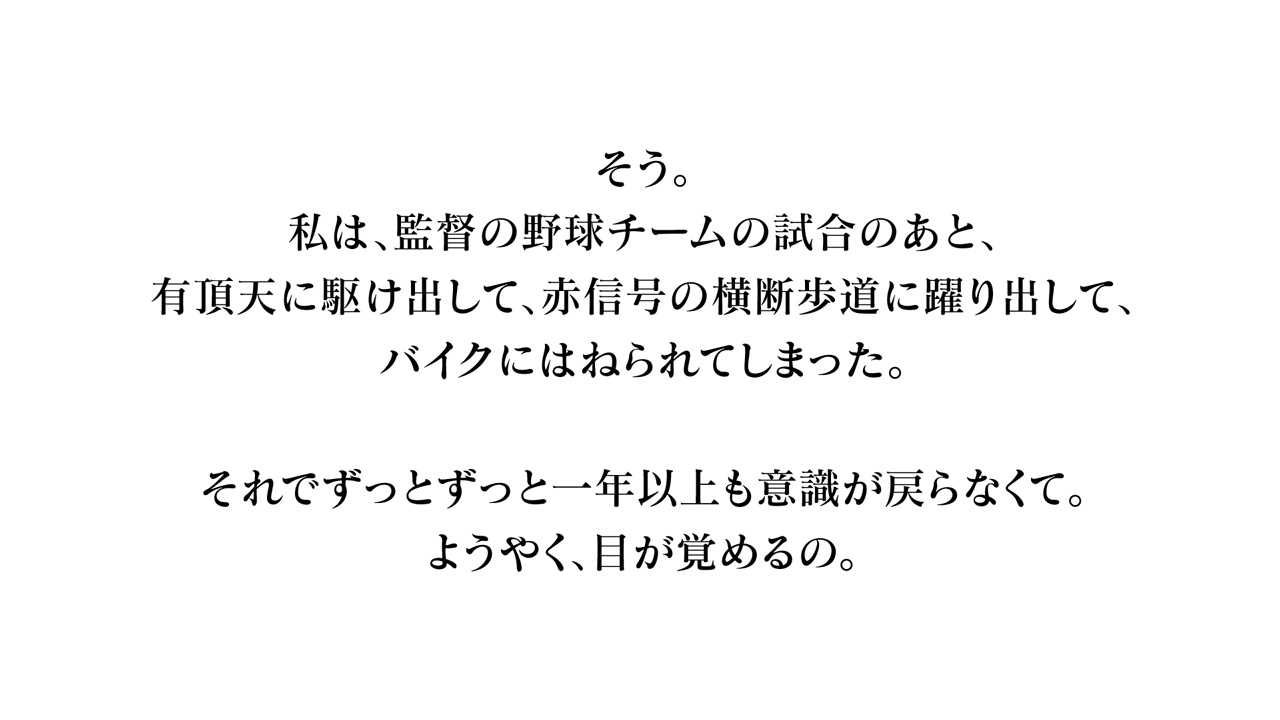 そう。
私は、監督の野球チームの試合のあと、
有頂天に駆け出して、赤信号の横断歩道に躍り出して、
バイクにはねられてしまった。
それでずっとずっと一年以上も意識が戻らなくて。
ようやく、目が覚めるの。